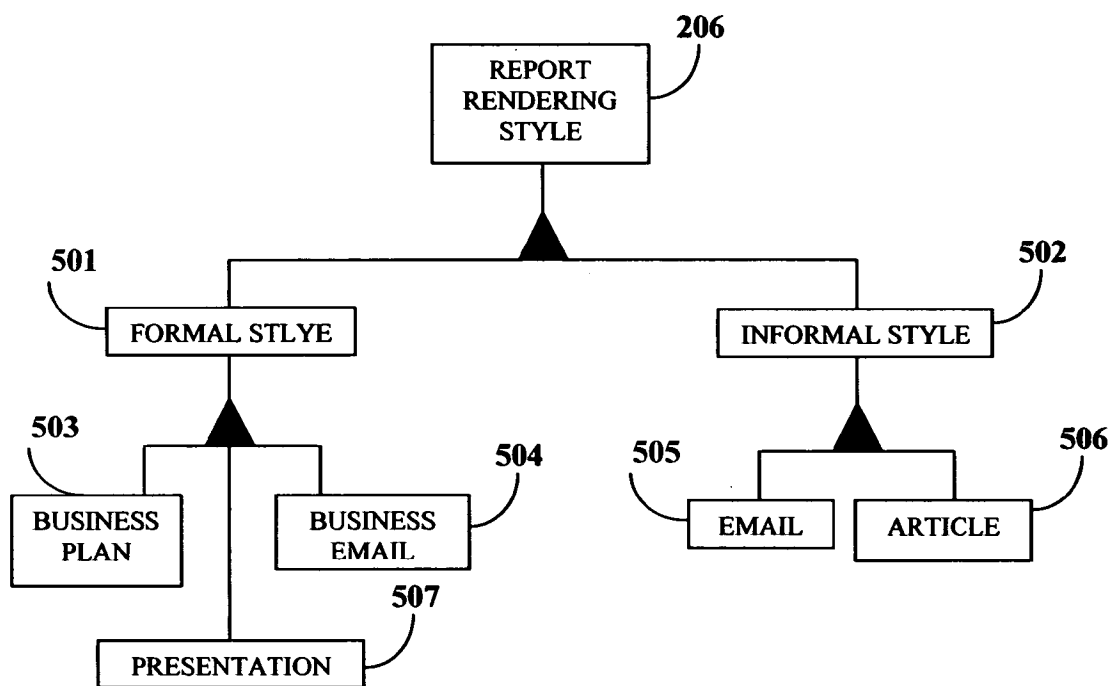 206
REPORT
RENDERING
STYLE
501
502
FORMAL STLYE
INFORMAL STYLE
503
504
505
506
BUSINESS
PLAN
BUSINESS
EMAIL
EMAIL
ARTICLE
507
PRESENTATION